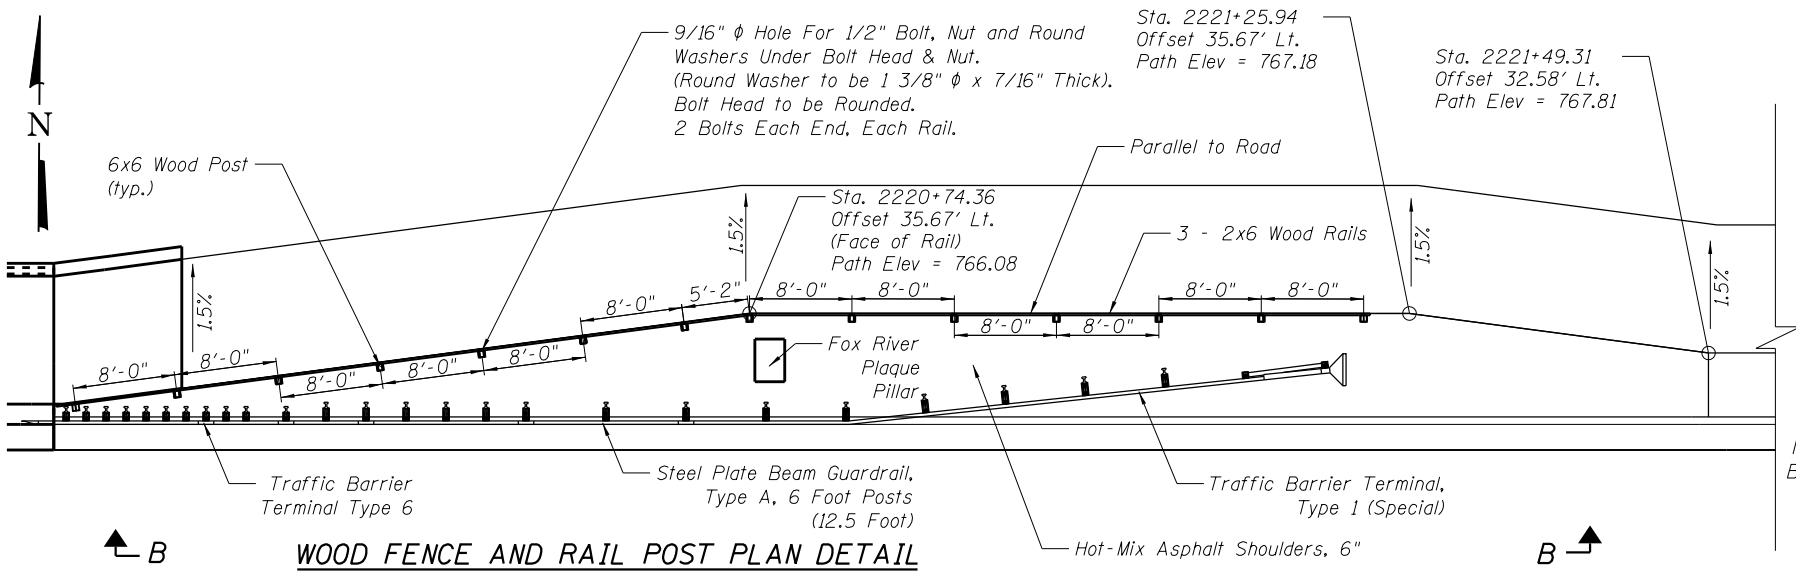 9/16" φ Hole For 1/2" Bolt, Nut and Round
Washers Under Bolt Head & Nut.
(Round Washer to be 1 3/8" φ x 7/16" Thick).
Bolt Head to be Rounded.
2 Bolts Each End, Each Rail.
Sta. 2221+25.94
Offset 35.67' Lt.
Path Elev = 767.18
Sta. 2221+49.31
Offset 32.58' Lt.
Path Elev = 767.81
N
6x6 Wood Post
(typ.)
Parallel to Road
Sta. 2220+74.36
Offset 35.67' Lt.
(Face of Rail)
Path Elev = 766.08
3 - 2x6 Wood Rails
1.5%
1.5%
1.5%
1.5%
8'-0"
8'-0"
8'-0"
8'-0"
8'-0"
8'-0"
5'-2"
8'-0"
8'-0"
8'-0"
8'-0"
8'-0"
8'-0"
Fox River
Plaque
Pillar
Traffic Barrier
Terminal Type 6
Steel Plate Beam Guardrail,
Type A, 6 Foot Posts
(12.5 Foot)
Traffic Barrier Terminal,
Type 1 (Special)
Hot-Mix Asphalt Shoulders, 6"
B
WOOD FENCE AND RAIL POST PLAN DETAIL
B